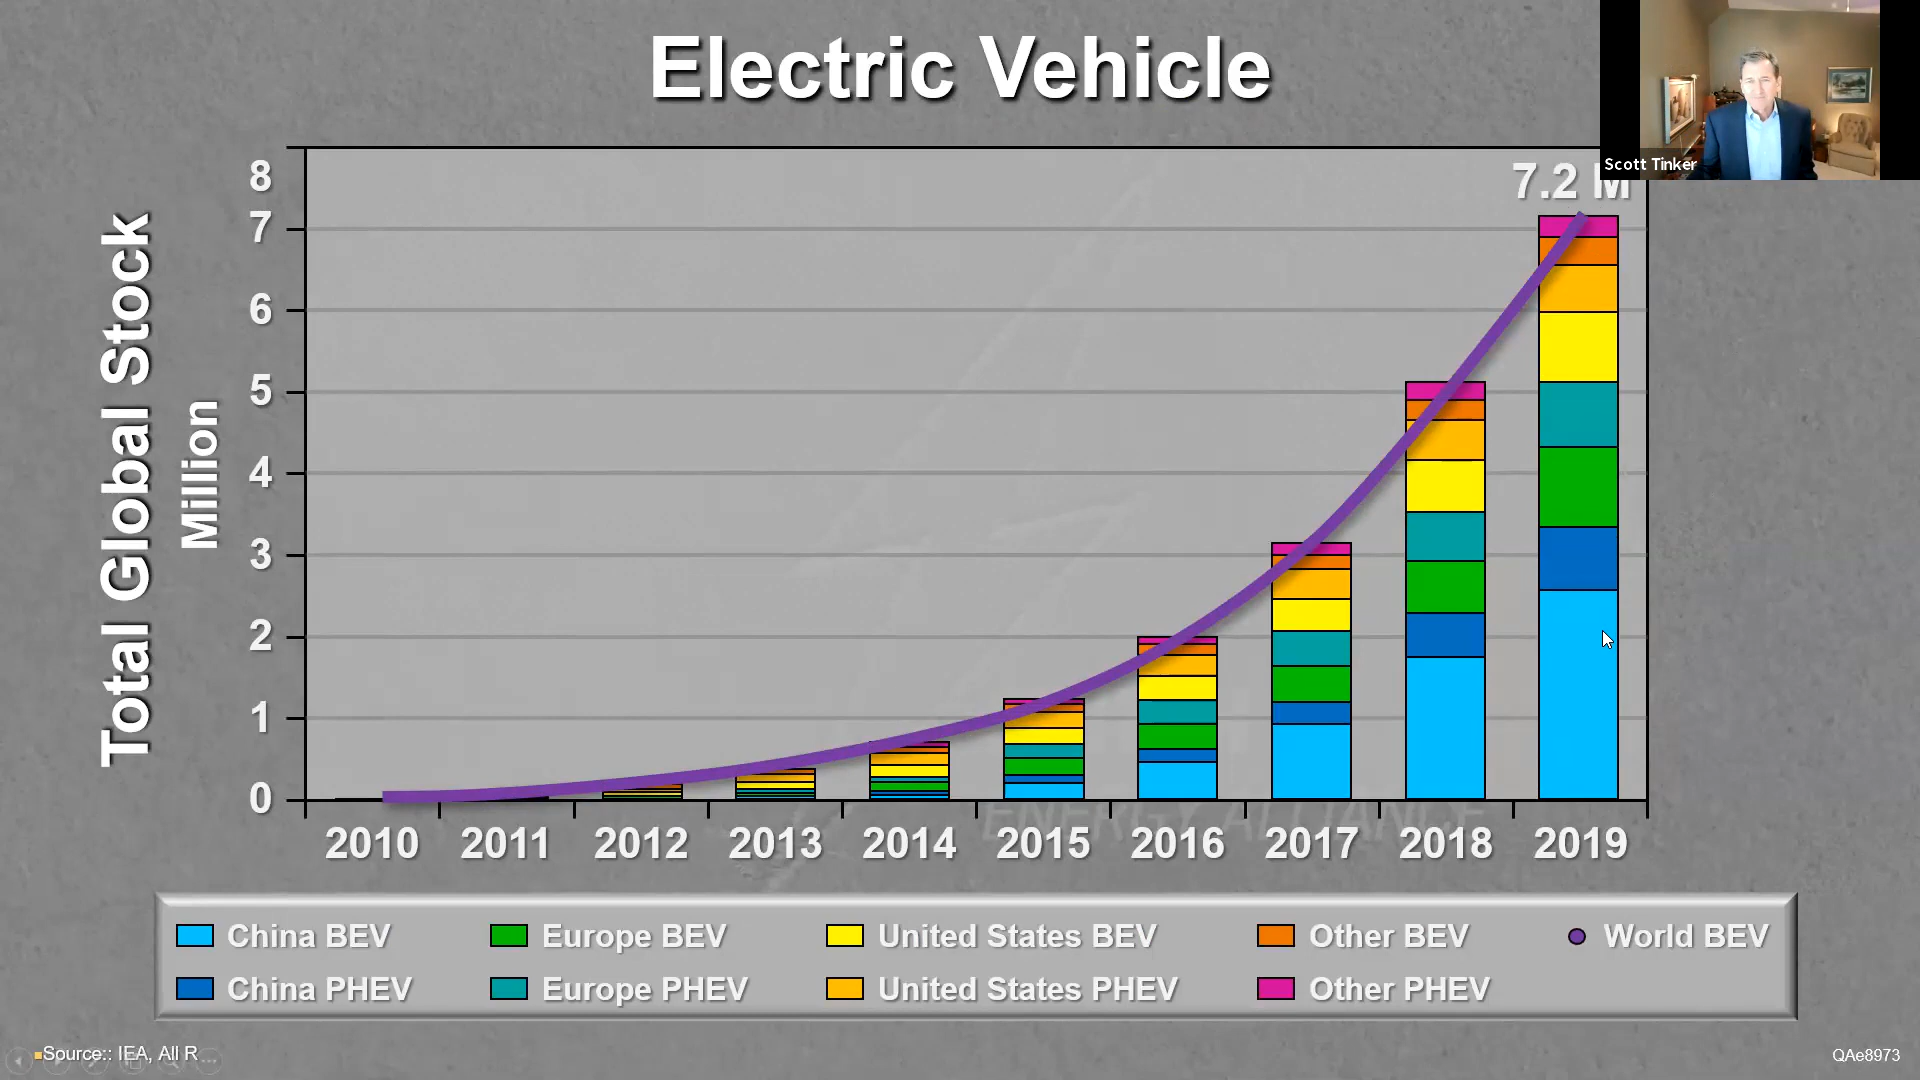 Electric Vehicle
Scott Tinker
7.2 M
Total Global Stock
Million
8
7
6
5
4
3
2
1
0
2010 2011 2012 2013 2014 2015 2016 2017 2018 2019
ENERGY ALLIANCE
China BEV Europe BEV United States BEV Other BEV World BEV
China PHEV Europe PHEV United States PHEV Other PHEV
Source:: IEA, All R
QAe8973